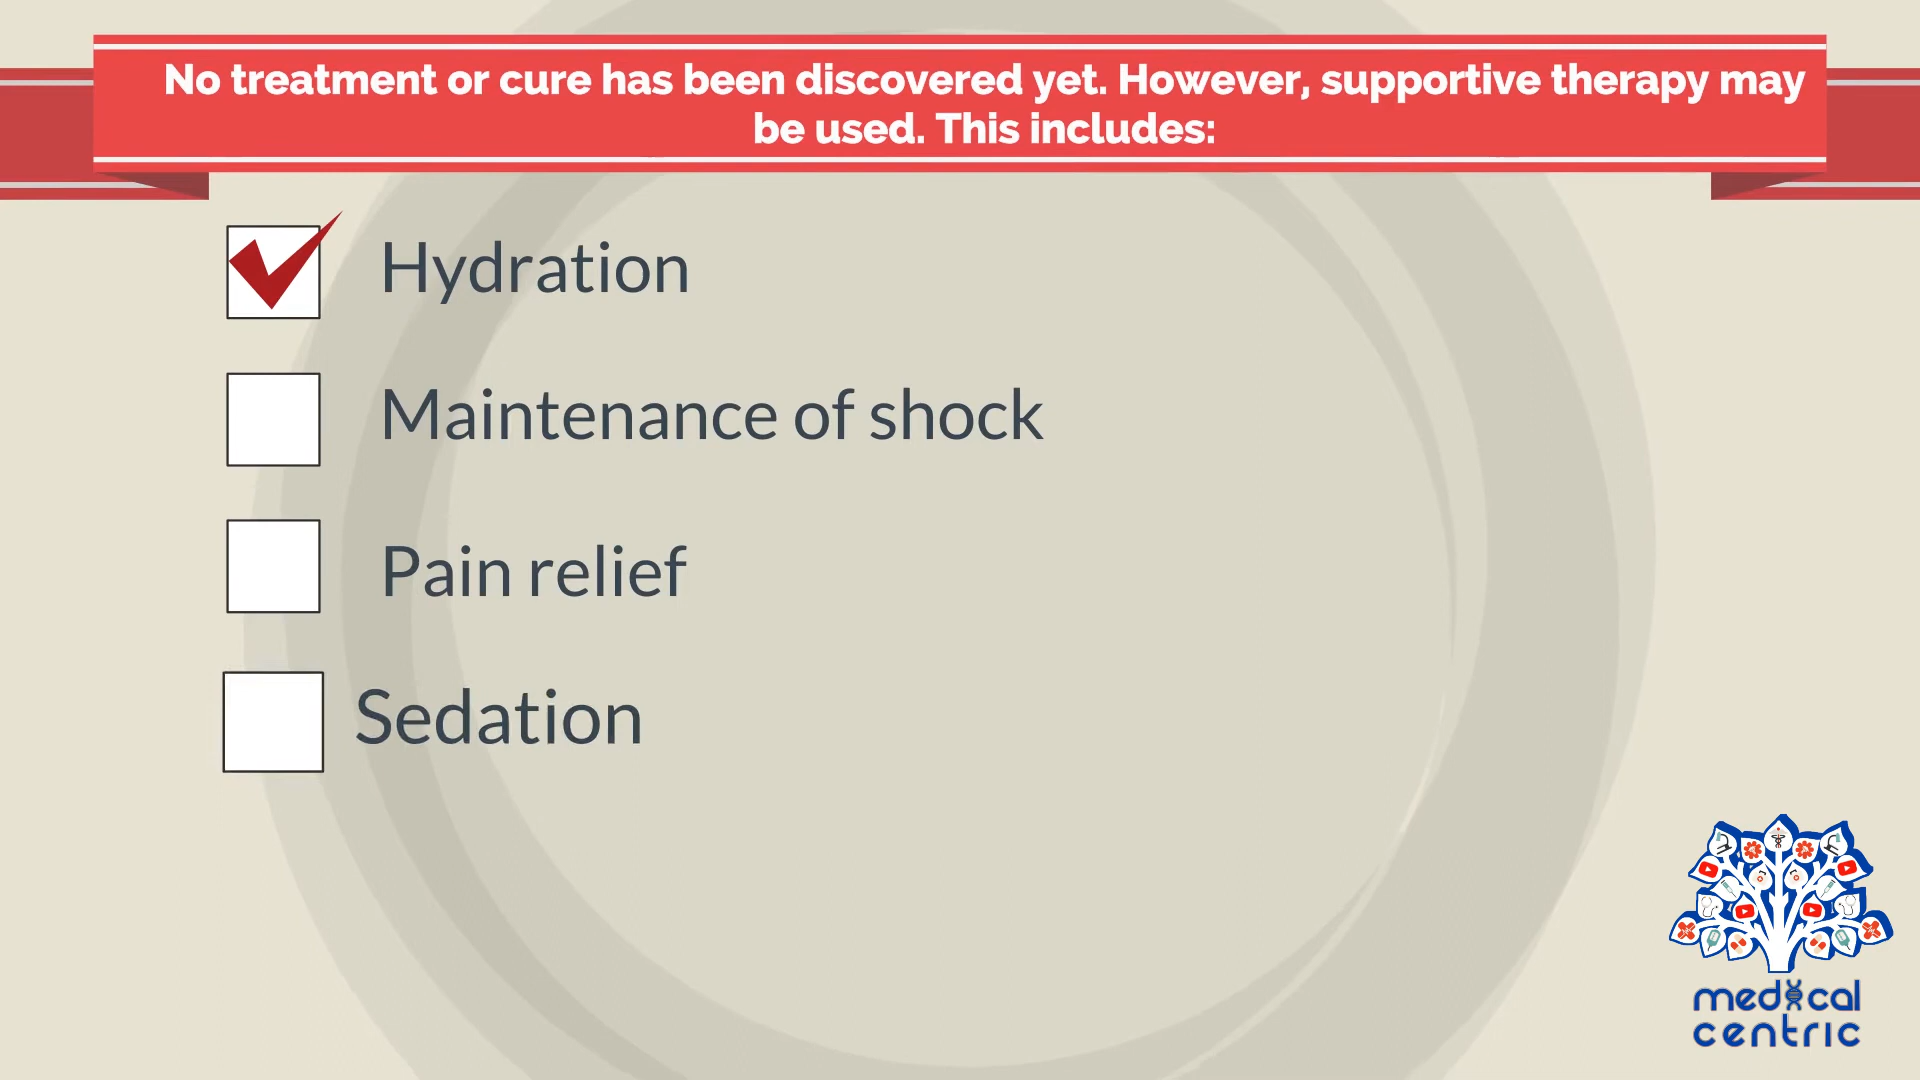 No treatment or cure has been discovered yet. However, supportive therapy may
be used. This includes:
Hydration
Maintenance of shock
Pain relief
Sedation
medical
centric